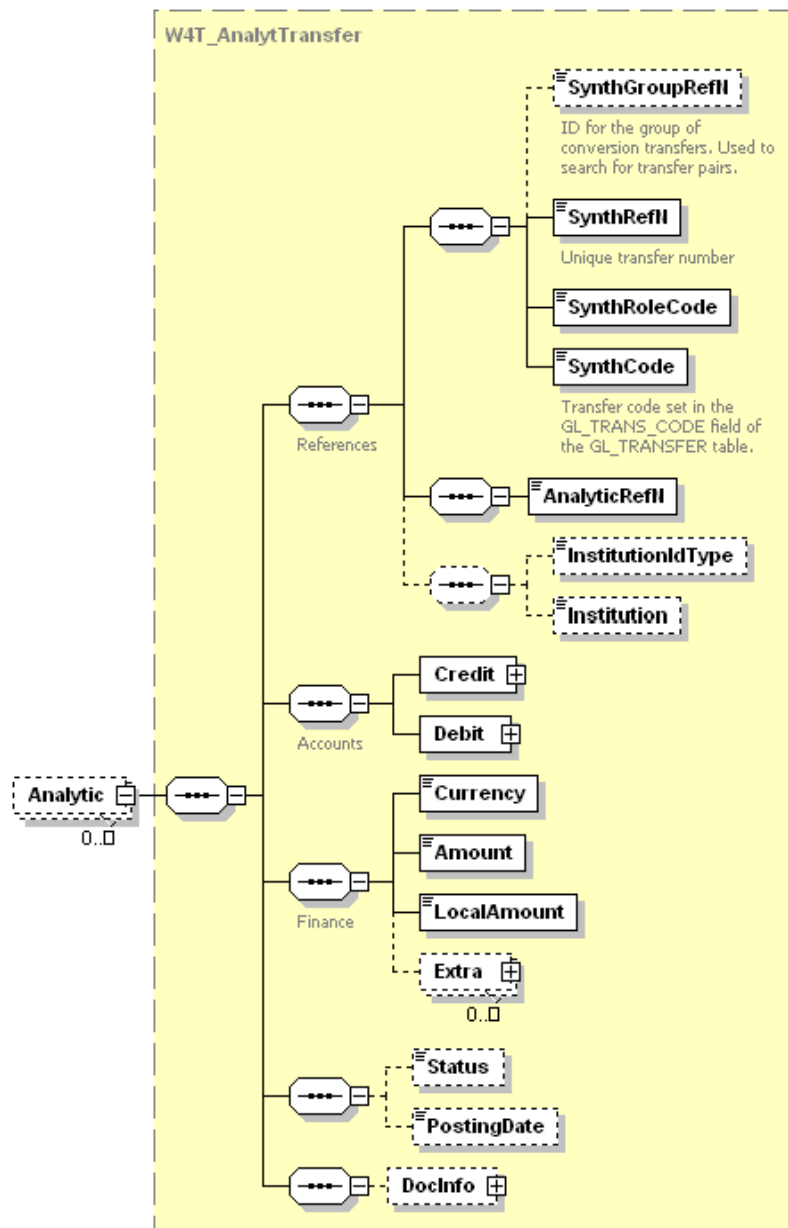 W4T_AnalytTransfer
SynthGroupRefN
ID for the group of
conversion transfers. Used to
search for transfer pairs.
SynthRefN
Unique transfer number
SynthRoleCode
SynthCode
Transfer code set in the
GL_TRANS_CODE field of
the GL_TRANSFER table.
References
AnalyticRefN
InstitutionIdType
Institution
Credit
Debit
Accounts
Analytic
0..□
Currency
Amount
LocalAmount
Finance
Extra
0..□
Status
PostingDate
DocInfo